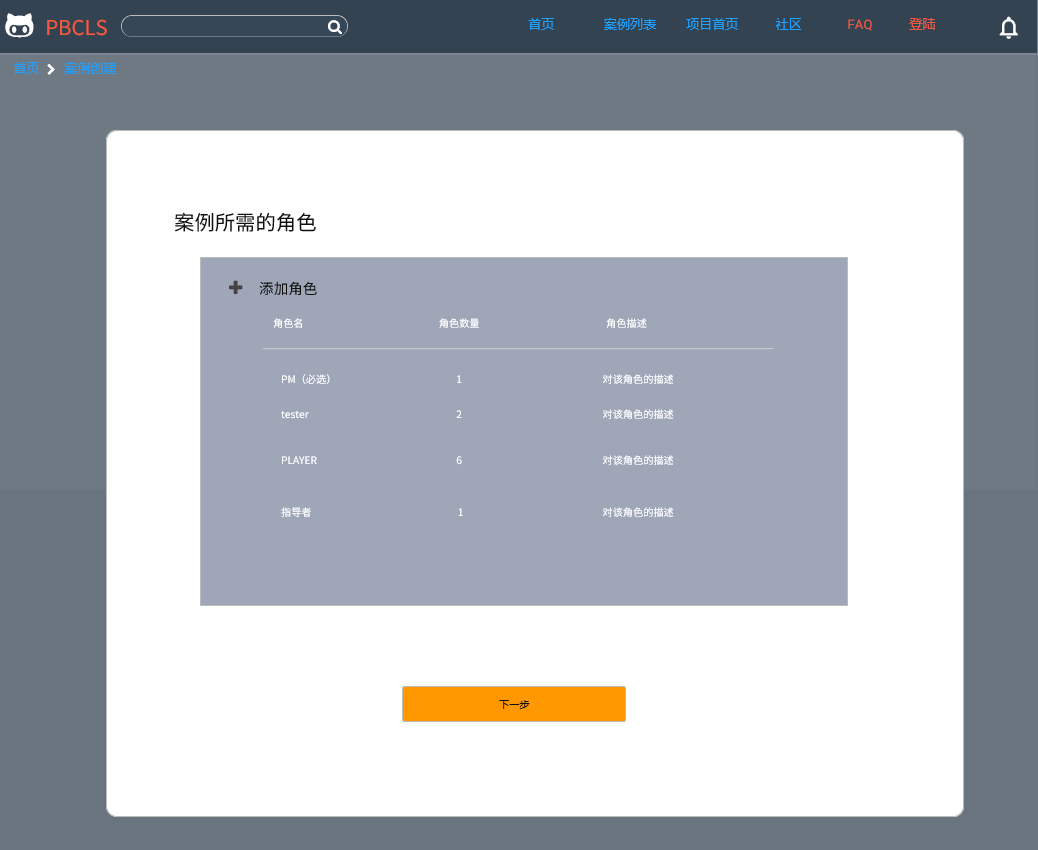 PBCLS 首页 案例列表 项目首页 社区 FAQ 登陆
首页 案例创建
案例所需的角色
添加角色
角色名 角色数量 角色描述
PM（必选） 1 对该角色的描述
tester 2 对该角色的描述
PLAYER 6 对该角色的描述
指导者 1 对该角色的描述
下一步